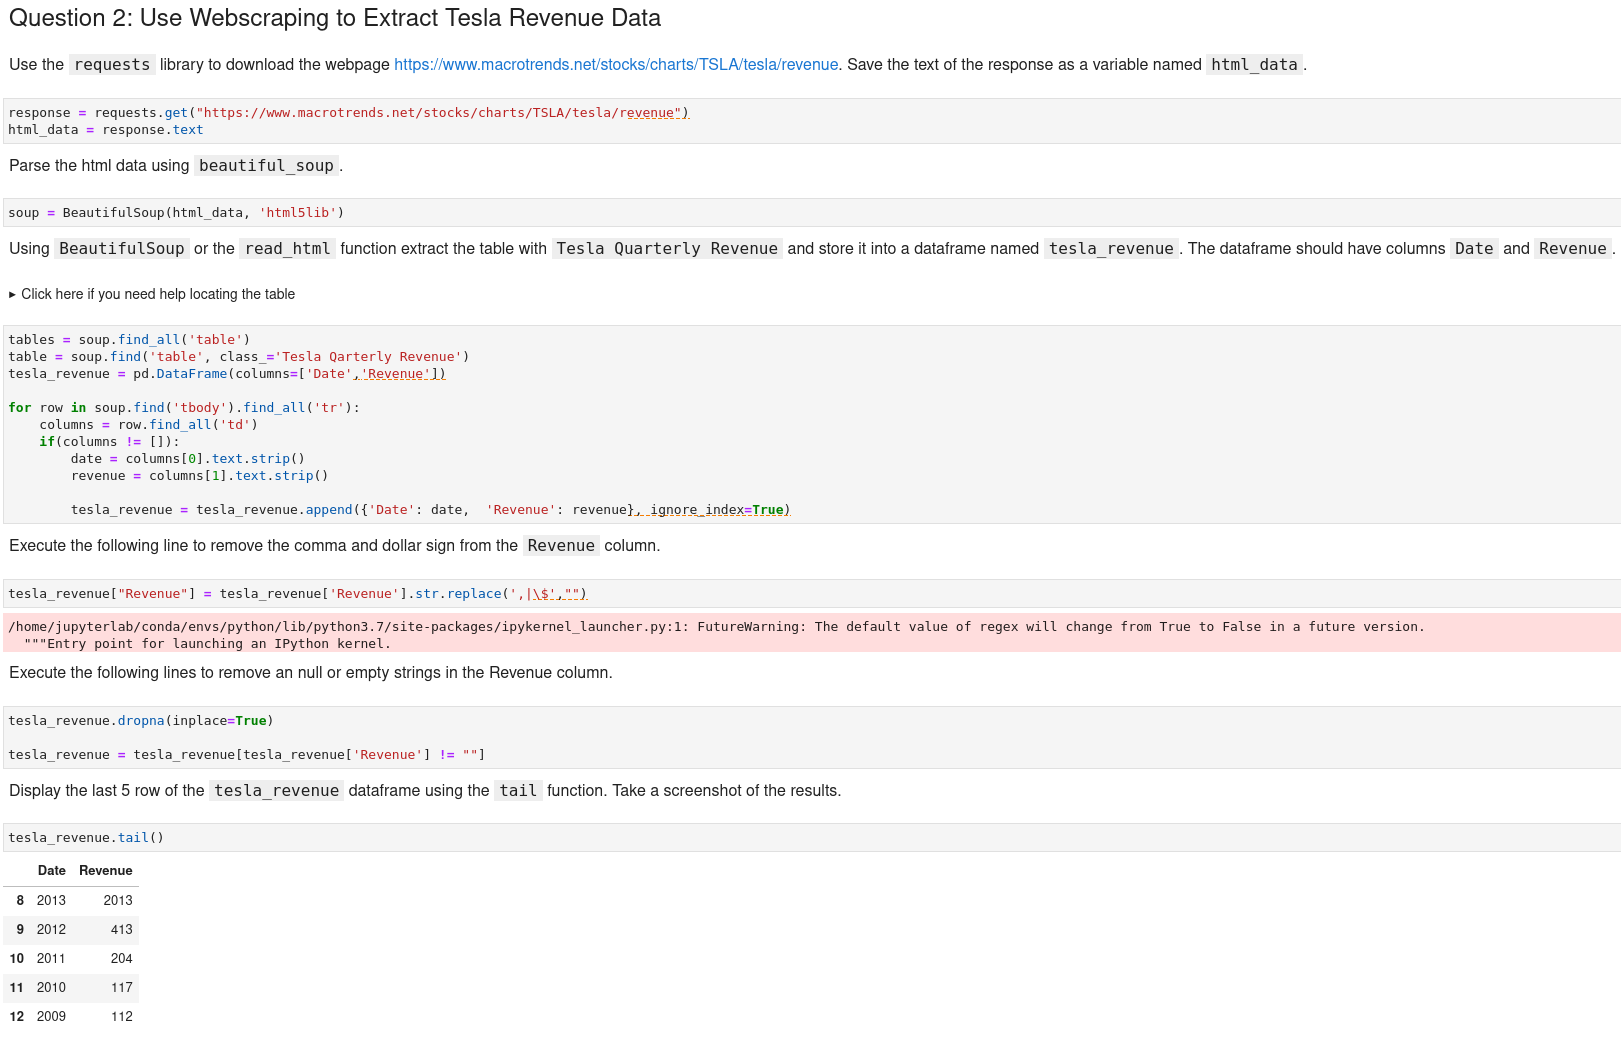 Question 2: Use Webscraping to Extract Tesla Revenue Data
Use the requests library to download the webpage https://www.macrotrends.net/stocks/charts/TSLA/tesla/revenue. Save the text of the response as a variable named html_data .
response = requests.get("https://www.macrotrends.net/stocks/charts/TSLA/tesla/revenue")
html_data = response.text
Parse the html data using beautiful_soup .
soup = BeautifulSoup(html_data, 'html5lib')
Using BeautifulSoup or the read_html function extract the table with Tesla Quarterly Revenue and store it into a dataframe named tesla_revenue . The dataframe should have columns Date and Revenue .
▸ Click here if you need help locating the table
tables = soup.find_all('table')
table = soup.find('table', class_='Tesla Qarterly Revenue')
tesla_revenue = pd.DataFrame(columns=['Date','Revenue'])
for row in soup.find('tbody').find_all('tr'):
    columns = row.find_all('td')
    if(columns != []):
        date = columns[0].text.strip()
        revenue = columns[1].text.strip()
        tesla_revenue = tesla_revenue.append({'Date': date,  'Revenue': revenue}, ignore_index=True)
Execute the following line to remove the comma and dollar sign from the Revenue column.
tesla_revenue["Revenue"] = tesla_revenue['Revenue'].str.replace(',|\$',"")
/home/jupyterlab/conda/envs/python/lib/python3.7/site-packages/ipykernel_launcher.py:1: FutureWarning: The default value of regex will change from True to False in a future version.
  """Entry point for launching an IPython kernel.
Execute the following lines to remove an null or empty strings in the Revenue column.
tesla_revenue.dropna(inplace=True)
tesla_revenue = tesla_revenue[tesla_revenue['Revenue'] != ""]
Display the last 5 row of the tesla_revenue dataframe using the tail function. Take a screenshot of the results.
tesla_revenue.tail()
Date Revenue
8 2013 2013
9 2012 413
10 2011 204
11 2010 117
12 2009 112